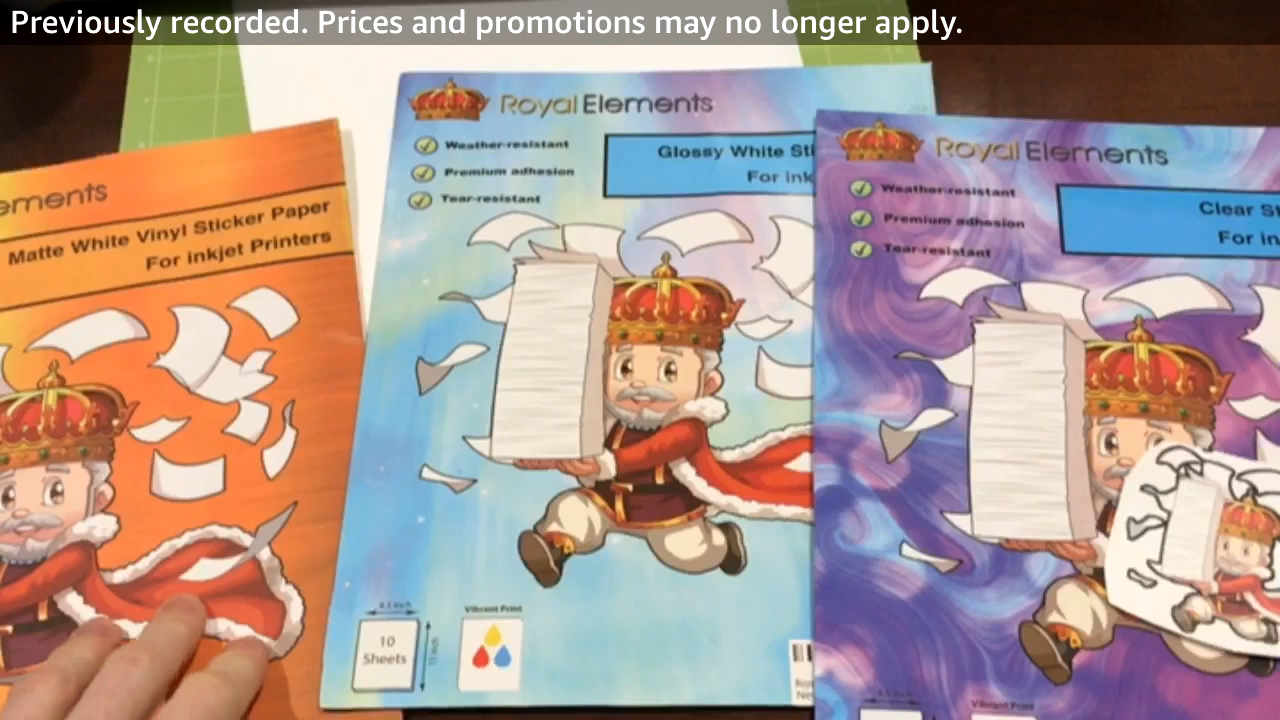 Previously recorded. Prices and promotions may no longer apply.
ements
Matte White Vinyl Sticker Paper
For inkjet Printers
Royal Elements
Weather-resistant
Premium adhesion
Tear-resistant
Glossy White Sti
For ink
10
Sheets
Vibrant Print
Royal Elements
Weather-resistant
Premium adhesion
Tear-resistant
Clear S
For in
Vibrant Print